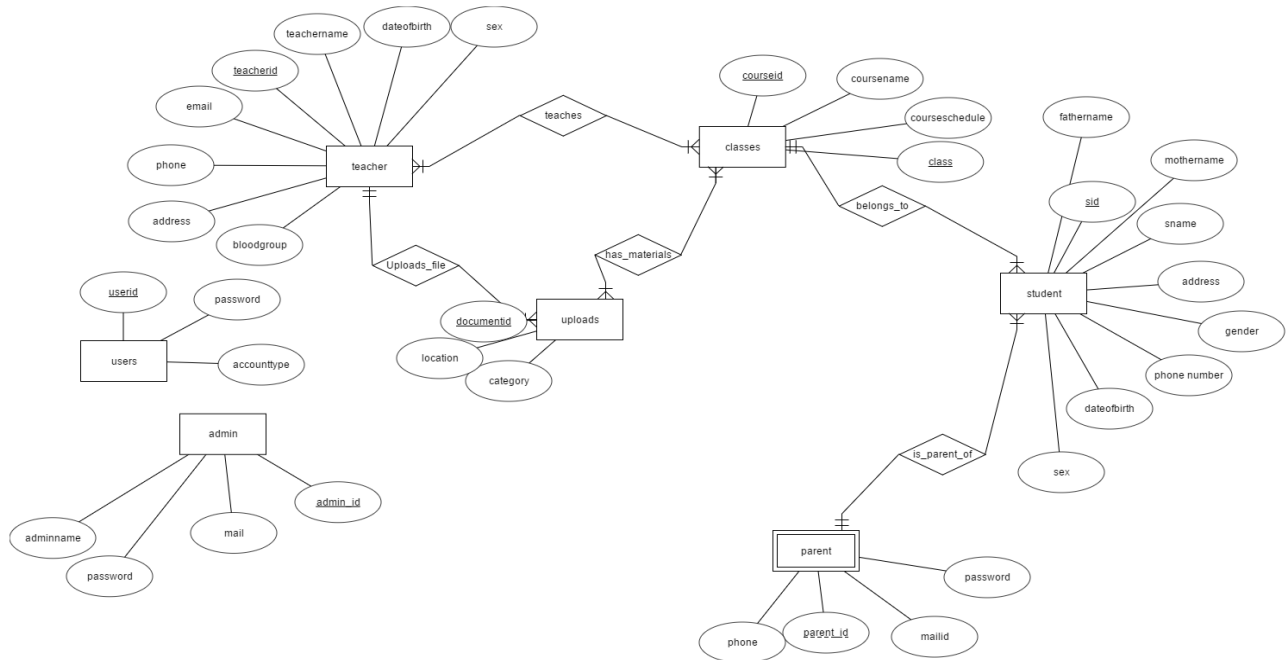 dateofbirth
sex
teachername
teacherid
email
phone
address
bloodgroup
teacher
teaches
courseid
coursename
courseschedule
class
classes
fathername
mothername
sid
sname
address
gender
phone number
dateofbirth
sex
student
belongs_to
has_materials
Uploads_file
documentid
location
category
uploads
userid
password
accounttype
users
admin
adminname
password
mail
admin_id
is_parent_of
parent
phone
parent_id
mailid
password